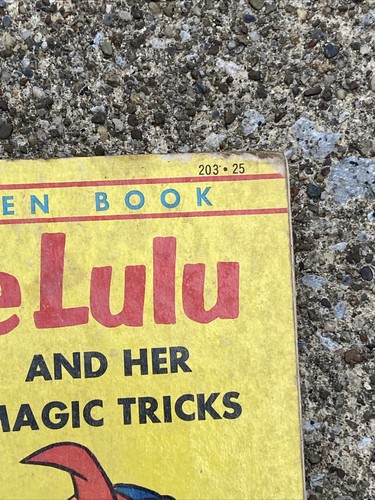 203 • 25
EN BOOK
e Lulu
AND HER
MAGIC TRICKS